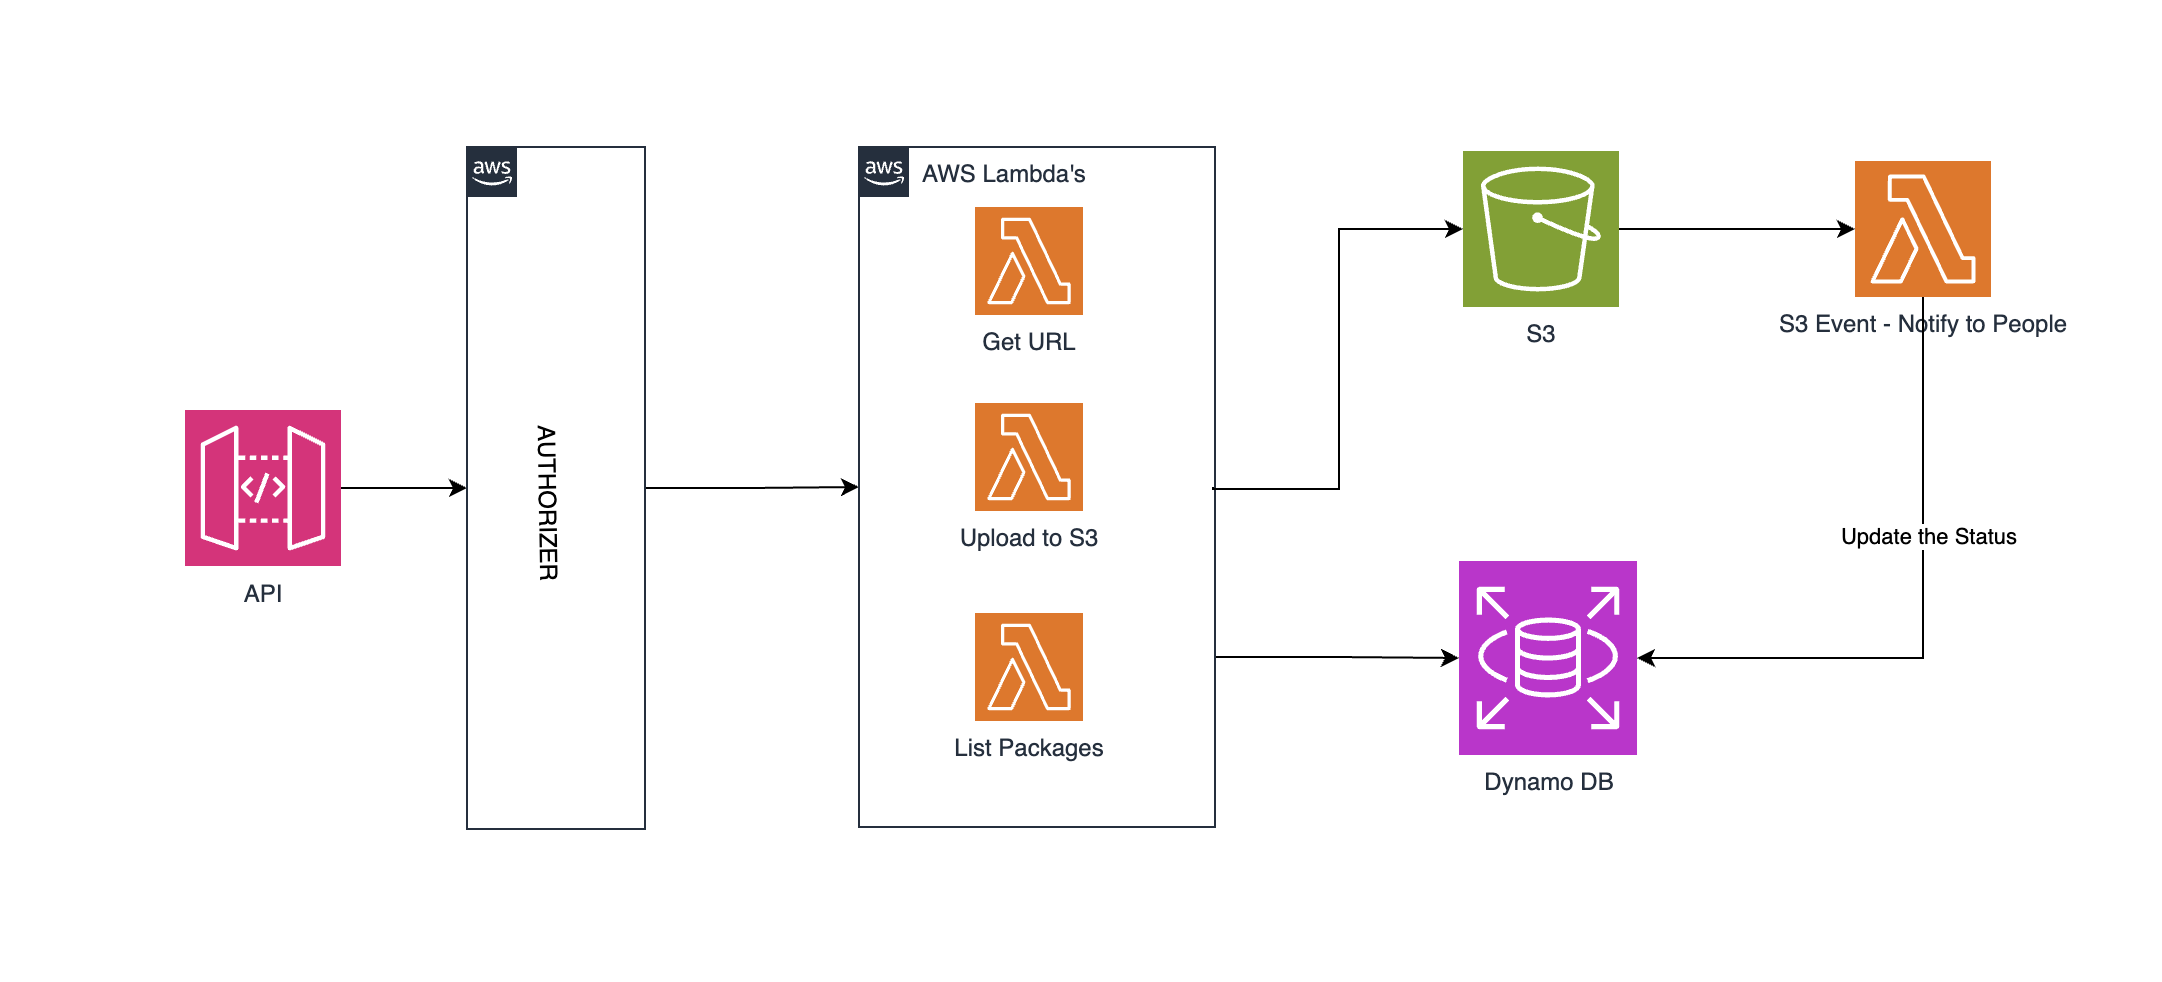 aws
AUTHORIZER
API
aws
AWS Lambda's
Get URL
Upload to S3
List Packages
S3
S3 Event - Notify to People
Update the Status
Dynamo DB